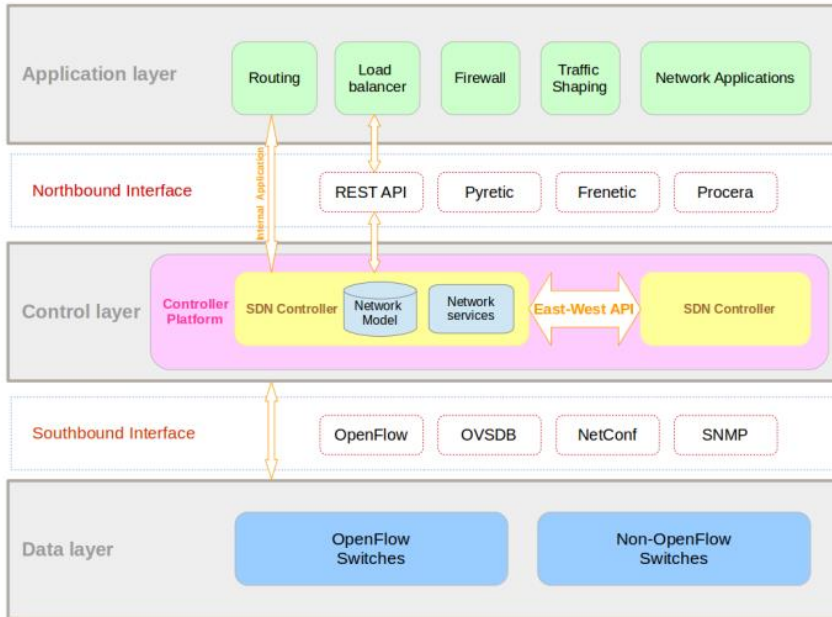 Application layer
Routing
Load
balancer
Firewall
Traffic
Shaping
Network Applications
Internal Application
Northbound Interface
REST API
Pyretic
Frenetic
Procera
Control layer
Controller
Platform
SDN Controller
Network
Model
Network
services
East-West API
SDN Controller
Southbound Interface
OpenFlow
OVSDB
NetConf
SNMP
Data layer
OpenFlow
Switches
Non-OpenFlow
Switches